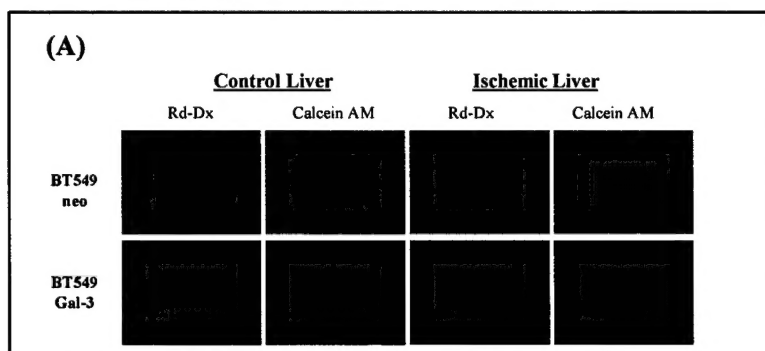 (A)
Control Liver Ischemic Liver
Rd-Dx Calcein AM Rd-Dx Calcein AM
BT549
neo
BT549
Gal-3